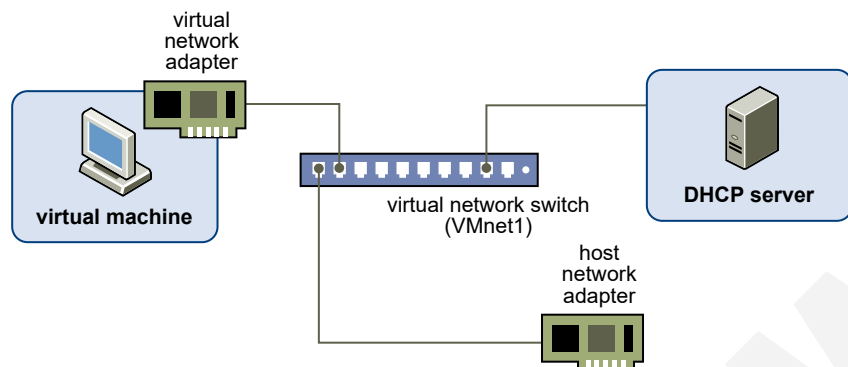 virtual
network
adapter
virtual machine
virtual network switch
(VMnet1)
DHCP server
host
network
adapter